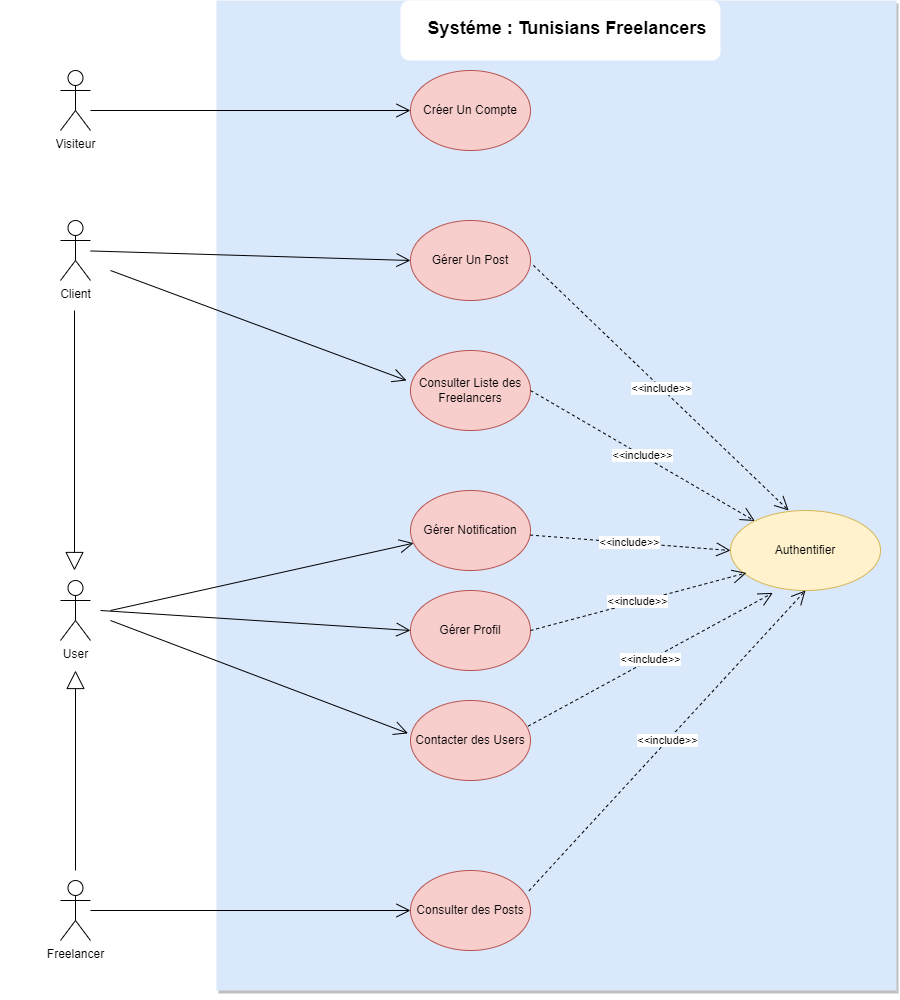 Systéme : Tunisians Freelancers
Créer Un Compte
Visiteur
Gérer Un Post
Client
Consulter Liste des
Freelancers
<<include>>
<<include>>
Gérer Notification
<<include>>
Authentifier
<<include>>
Gérer Profil
User
<<include>>
Contacter des Users
<<include>>
Consulter des Posts
Freelancer